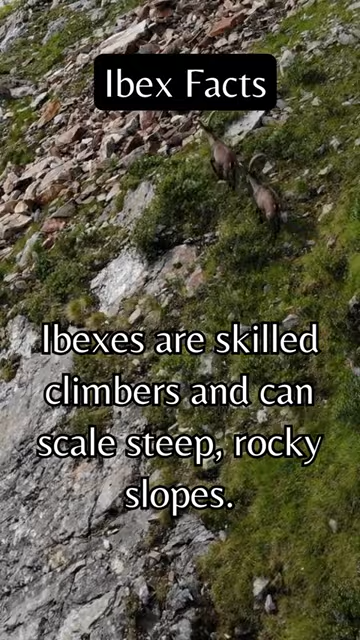 Ibex Facts
Ibexes are skilled
climbers and can
scale steep, rocky
slopes.